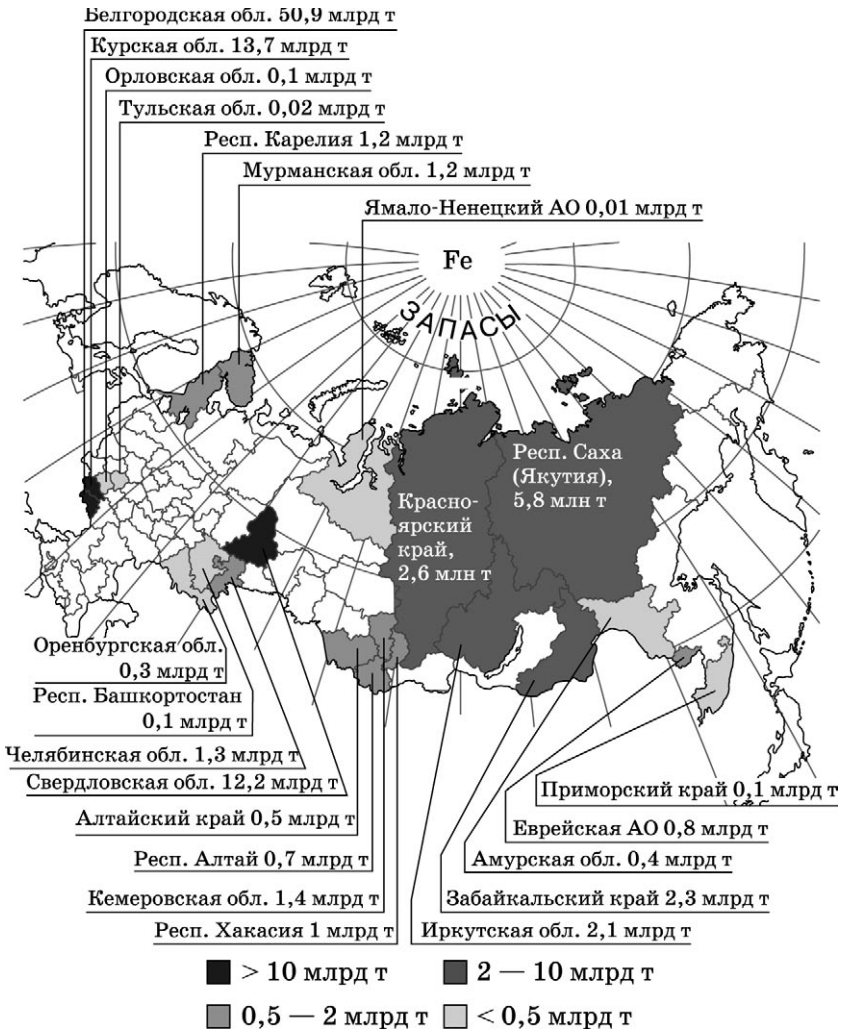 Белгородская обл. 50,9 млрд т
Курская обл. 13,7 млрд т
Орловская обл. 0,1 млрд т
Тульская обл. 0,02 млрд т
Респ. Карелия 1,2 млрд т
Мурманская обл. 1,2 млрд т
Ямало-Ненецкий АО 0,01 млрд т
Fe
ЗАПАСЫ
Респ. Саха
(Якутия),
5,8 млн т
Красно-
ярский
край,
2,6 млн т
Оренбургская обл.
0,3 млрд т
Респ. Башкортостан
0,1 млрд т
Челябинская обл. 1,3 млрд т
Свердловская обл. 12,2 млрд т
Алтайский край 0,5 млрд т
Респ. Алтай 0,7 млрд т
Кемеровская обл. 1,4 млрд т
Респ. Хакасия 1 млрд т
Приморский край 0,1 млрд т
Еврейская АО 0,8 млрд т
Амурская обл. 0,4 млрд т
Забайкальский край 2,3 млрд т
Иркутская обл. 2,1 млрд т
> 10 млрд т
2 — 10 млрд т
0,5 — 2 млрд т
< 0,5 млрд т